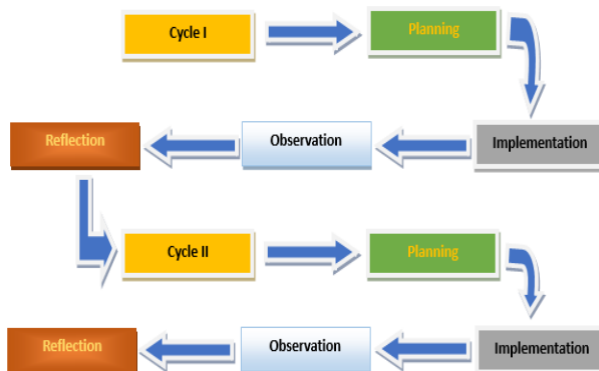 Cycle I
Planning
Reflection
Observation
Implementation
Cycle II
Planning
Reflection
Observation
Implementation